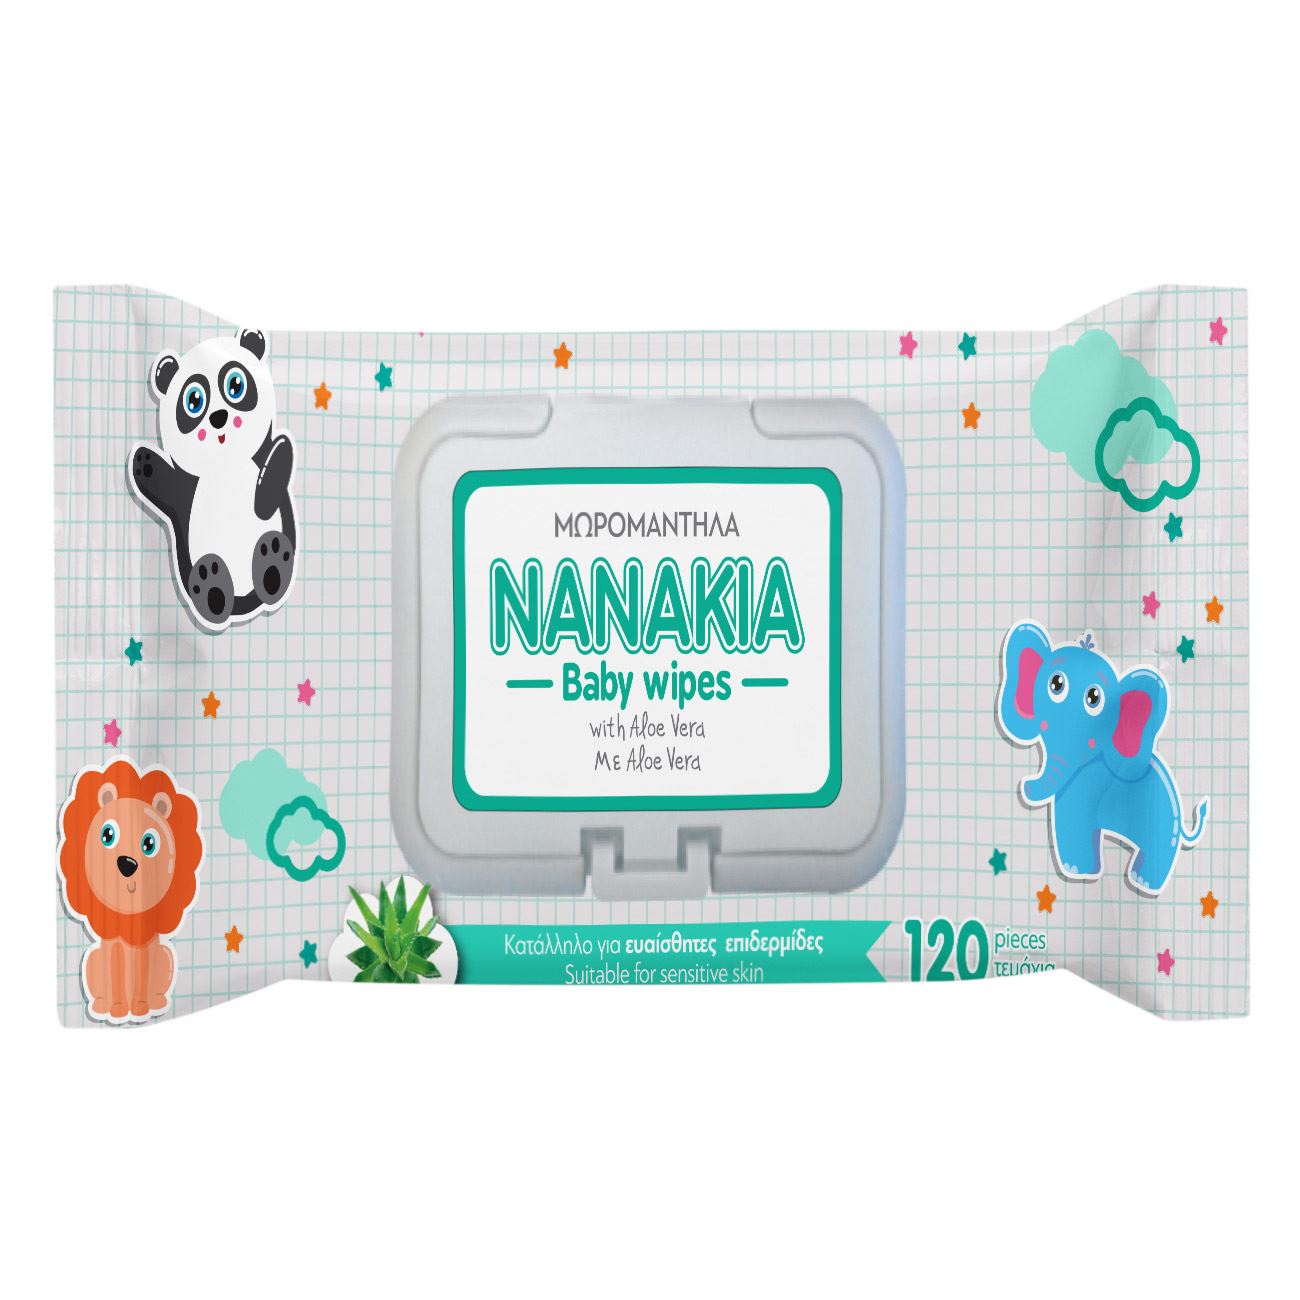 ΜΩΡΟΜΑΝΤΗΛΑ
NANAKIA
Baby wipes
with Aloe Vera
Με Aloe Vera
Κατάλληλο για ευαίσθητες επιδερμίδες
Suitable for sensitive skin
120 pieces
τεμάχια